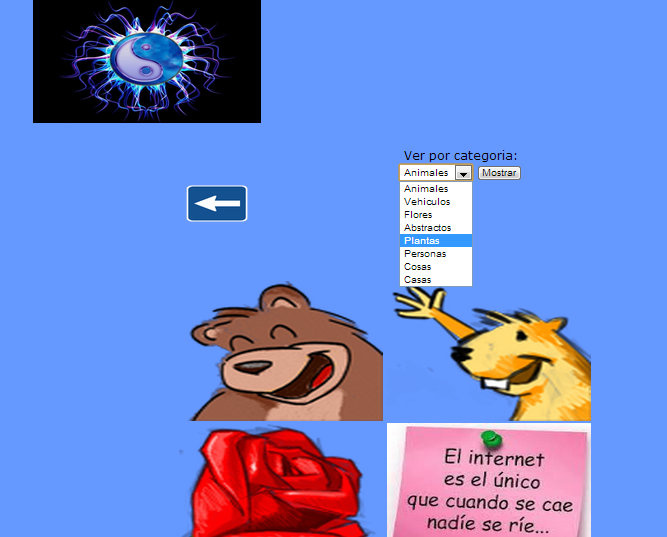 Ver por categoria:
Animales
Mostrar
Animales
Vehiculos
Flores
Abstractos
Plantas
Personas
Cosas
Casas
El internet
es el único
que cuando se cae
nadíe se ríe...